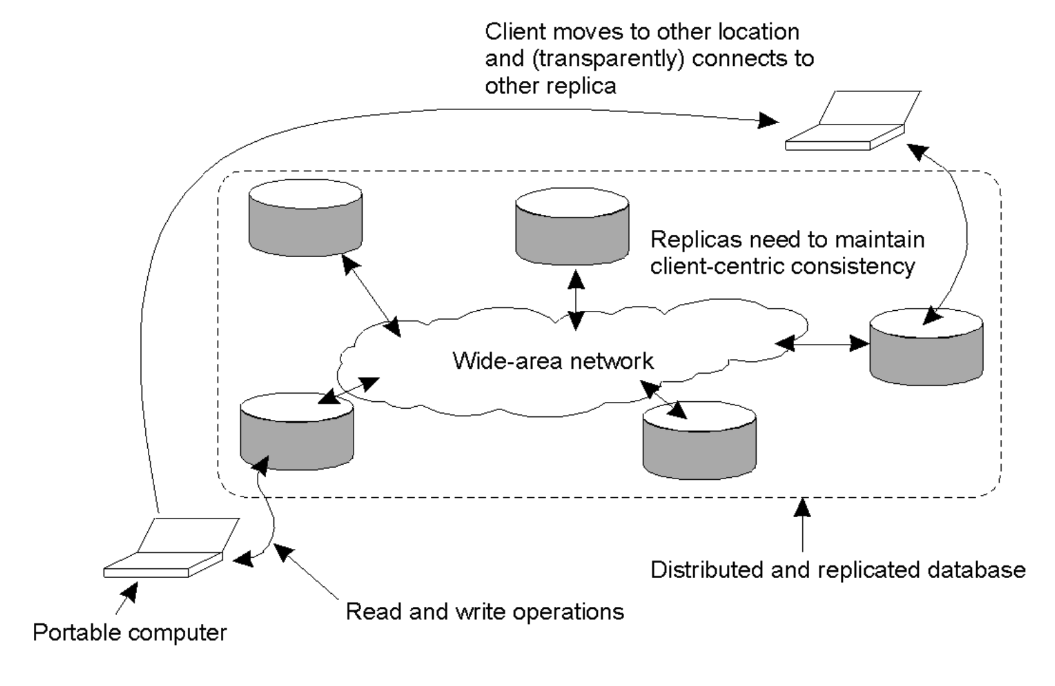 Client moves to other location
and (transparently) connects to
other replica
Replicas need to maintain
client-centric consistency
Wide-area network
Distributed and replicated database
Read and write operations
Portable computer